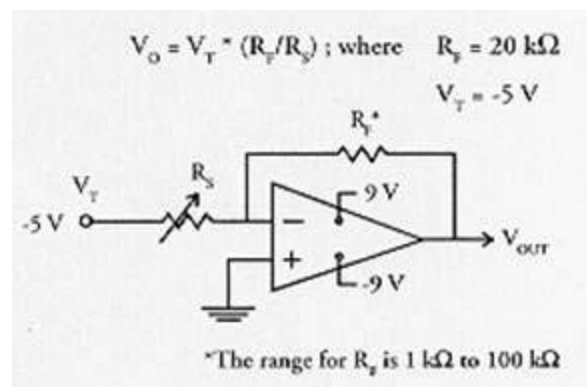 V_O = V_T * (R_F/R_S) ; where R_F = 20 kΩ
V_T = -5 V
R_F*
V_T
R_S
9 V
-5 V
−
V_OUT
+
-9 V
*The range for R_F is 1 kΩ to 100 kΩ